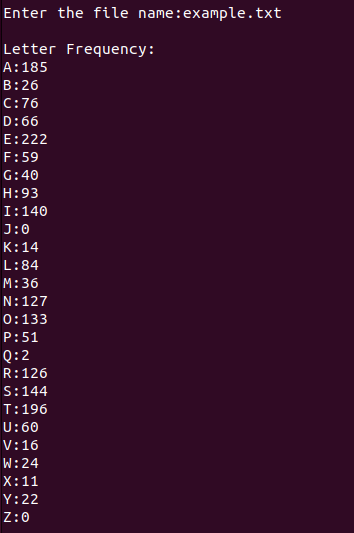 Enter the file name:example.txt
Letter Frequency:
A:185
B:26
C:76
D:66
E:222
F:59
G:40
H:93
I:140
J:0
K:14
L:84
M:36
N:127
O:133
P:51
Q:2
R:126
S:144
T:196
U:60
V:16
W:24
X:11
Y:22
Z:0